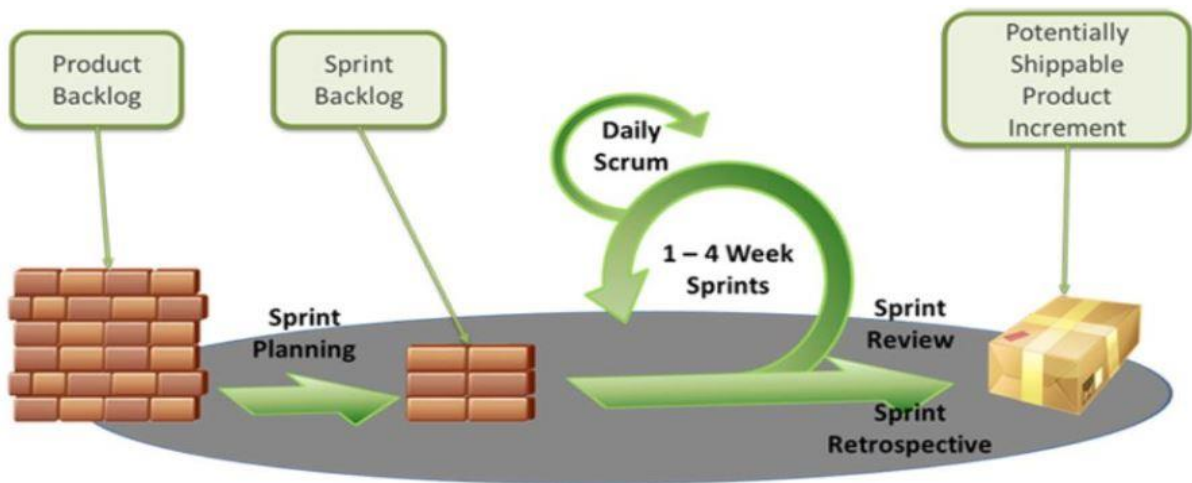 Product
Backlog
Sprint
Backlog
Potentially
Shippable
Product
Increment
Daily
Scrum
1 – 4 Week
Sprints
Sprint
Planning
Sprint
Review
Sprint
Retrospective